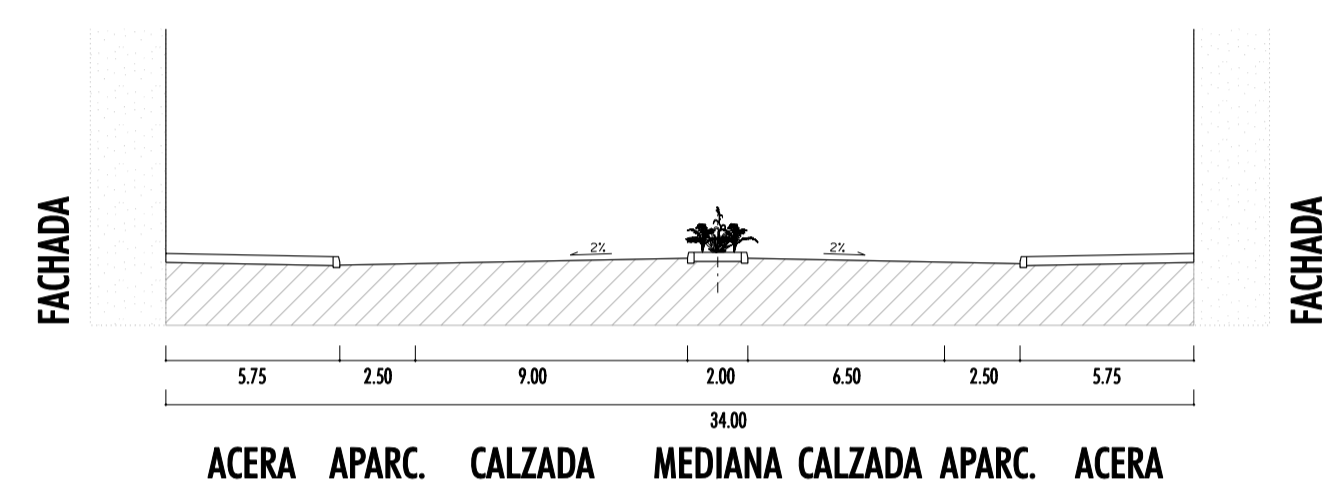 FACHADA
FACHADA
2%
2%
5.75 2.50 9.00 2.00 6.50 2.50 5.75
34.00
ACERA APARC. CALZADA MEDIANA CALZADA APARC. ACERA